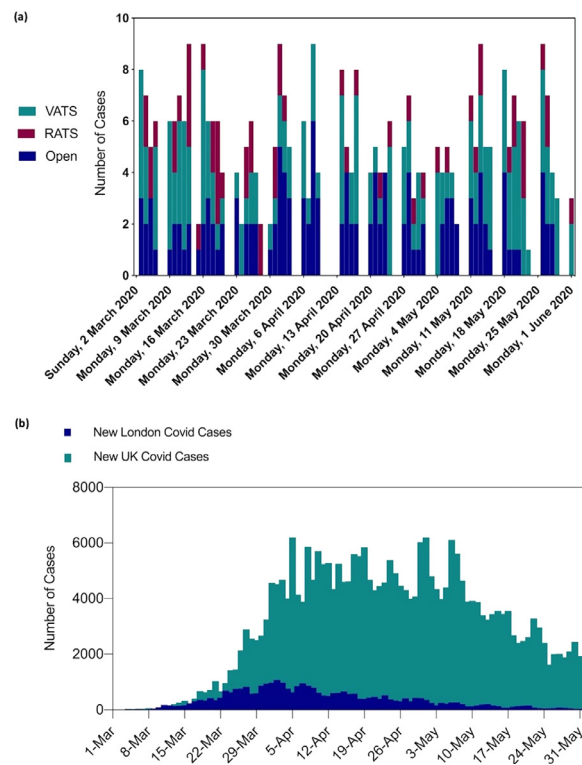 (a)
VATS
RATS
Open
Number of Cases
10
8
6
4
2
0
Sunday, 2 March 2020
Monday, 9 March 2020
Monday, 16 March 2020
Monday, 23 March 2020
Monday, 30 March 2020
Monday, 6 April 2020
Monday, 13 April 2020
Monday, 20 April 2020
Monday, 27 April 2020
Monday, 4 May 2020
Monday, 11 May 2020
Monday, 18 May 2020
Monday, 25 May 2020
Monday, 1 June 2020
(b)
New London Covid Cases
New UK Covid Cases
Number of Cases
8000
6000
4000
2000
0
1-Mar
8-Mar
15-Mar
22-Mar
29-Mar
5-Apr
12-Apr
19-Apr
26-Apr
3-May
10-May
17-May
24-May
31-May